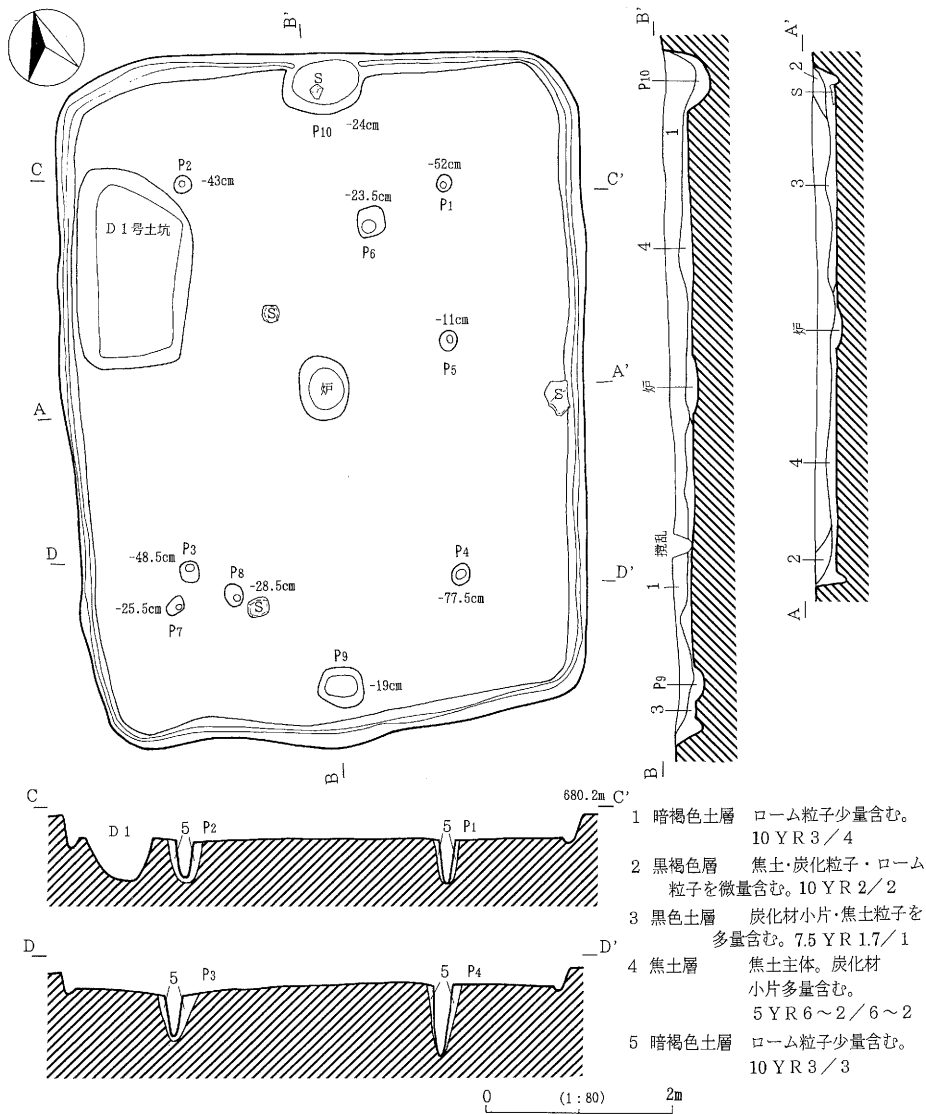 B'
S
P10 -24cm
C
P2
-43cm
-52cm
P1
C'
-23.5cm
P6
D1号土坑
S
-11cm
P5
炉
A'
S
A
D
-48.5cm
P3
P8
-28.5cm
S
-25.5cm
P7
P4
-77.5cm
D'
P9
-19cm
B
B'
P10
1
4
炉
攪乱
1
P9
3
B
A'
2
S
3
炉
4
2
A
C
680.2m C'
D1
5 P2
5 P1
D
D'
5 P3
5 P4
1 暗褐色土層 ローム粒子少量含む。
10YR3/4
2 黒褐色層 焦土・炭化粒子・ローム
粒子を微量含む。10YR2/2
3 黒色土層 炭化材小片・焦土粒子を
多量含む。7.5YR1.7/1
4 焦土層 焦土主体。炭化材
小片多量含む。
5YR6～2/6～2
5 暗褐色土層 ローム粒子少量含む。
10YR3/3
0 (1:80) 2m